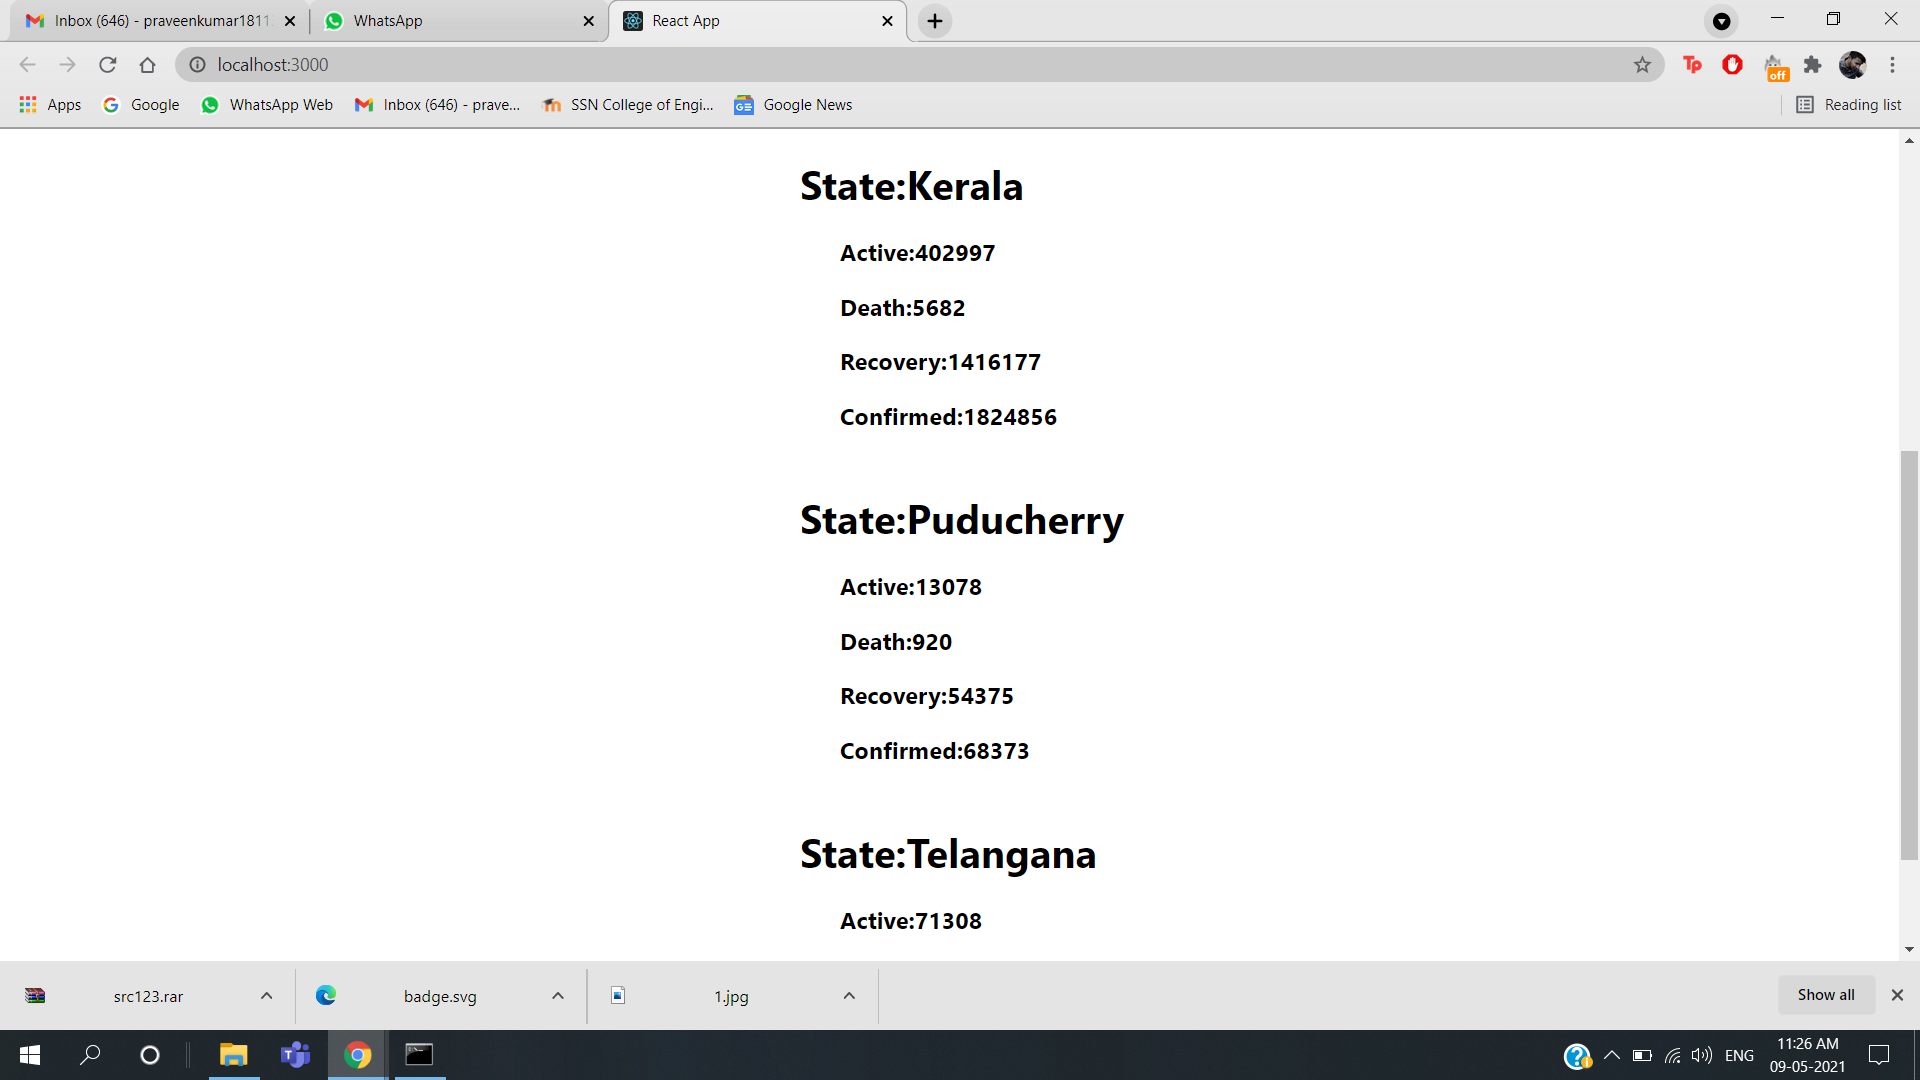 Inbox (646) - praveenkumar1811
WhatsApp
React App
localhost:3000
Apps
Google
WhatsApp Web
Inbox (646) - prave...
SSN College of Engi...
Google News
Reading list
State:Kerala
Active:402997
Death:5682
Recovery:1416177
Confirmed:1824856
State:Puducherry
Active:13078
Death:920
Recovery:54375
Confirmed:68373
State:Telangana
Active:71308
src123.rar
badge.svg
1.jpg
Show all
off
ENG
11:26 AM
09-05-2021